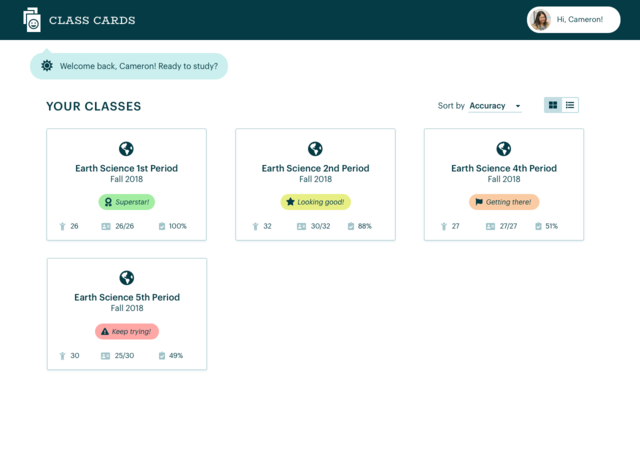 CLASS CARDS
Hi, Cameron!
Welcome back, Cameron! Ready to study?
YOUR CLASSES
Sort by Accuracy
Earth Science 1st Period
Fall 2018
Superstar!
26 26/26 100%
Earth Science 2nd Period
Fall 2018
Looking good!
32 30/32 88%
Earth Science 4th Period
Fall 2018
Getting there!
27 27/27 51%
Earth Science 5th Period
Fall 2018
Keep trying!
30 25/30 49%